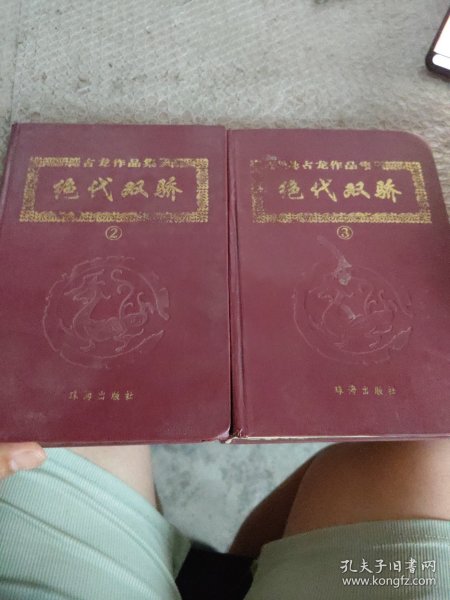 古龙作品集
绝代双骄
②
珠海出版社
古龙作品集
绝代双骄
③
珠海出版社
孔夫子旧书网
www.kongfz.com